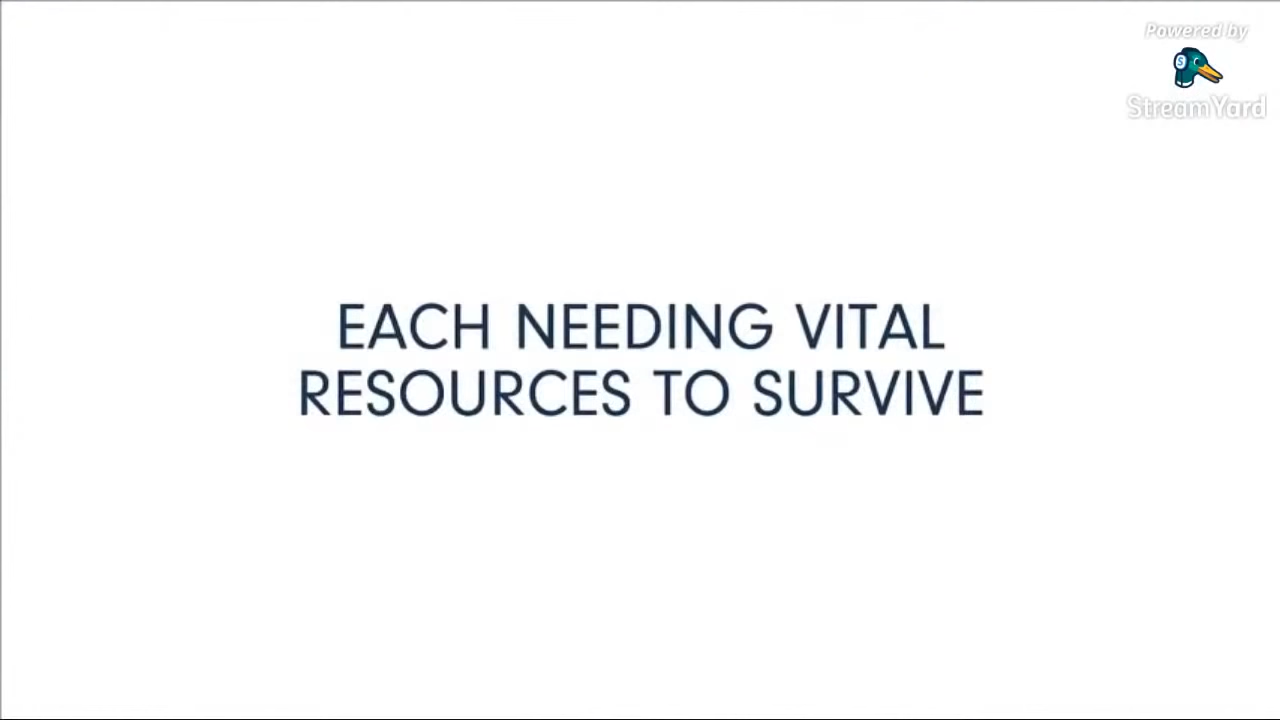 Powered by
StreamYard
EACH NEEDING VITAL
RESOURCES TO SURVIVE